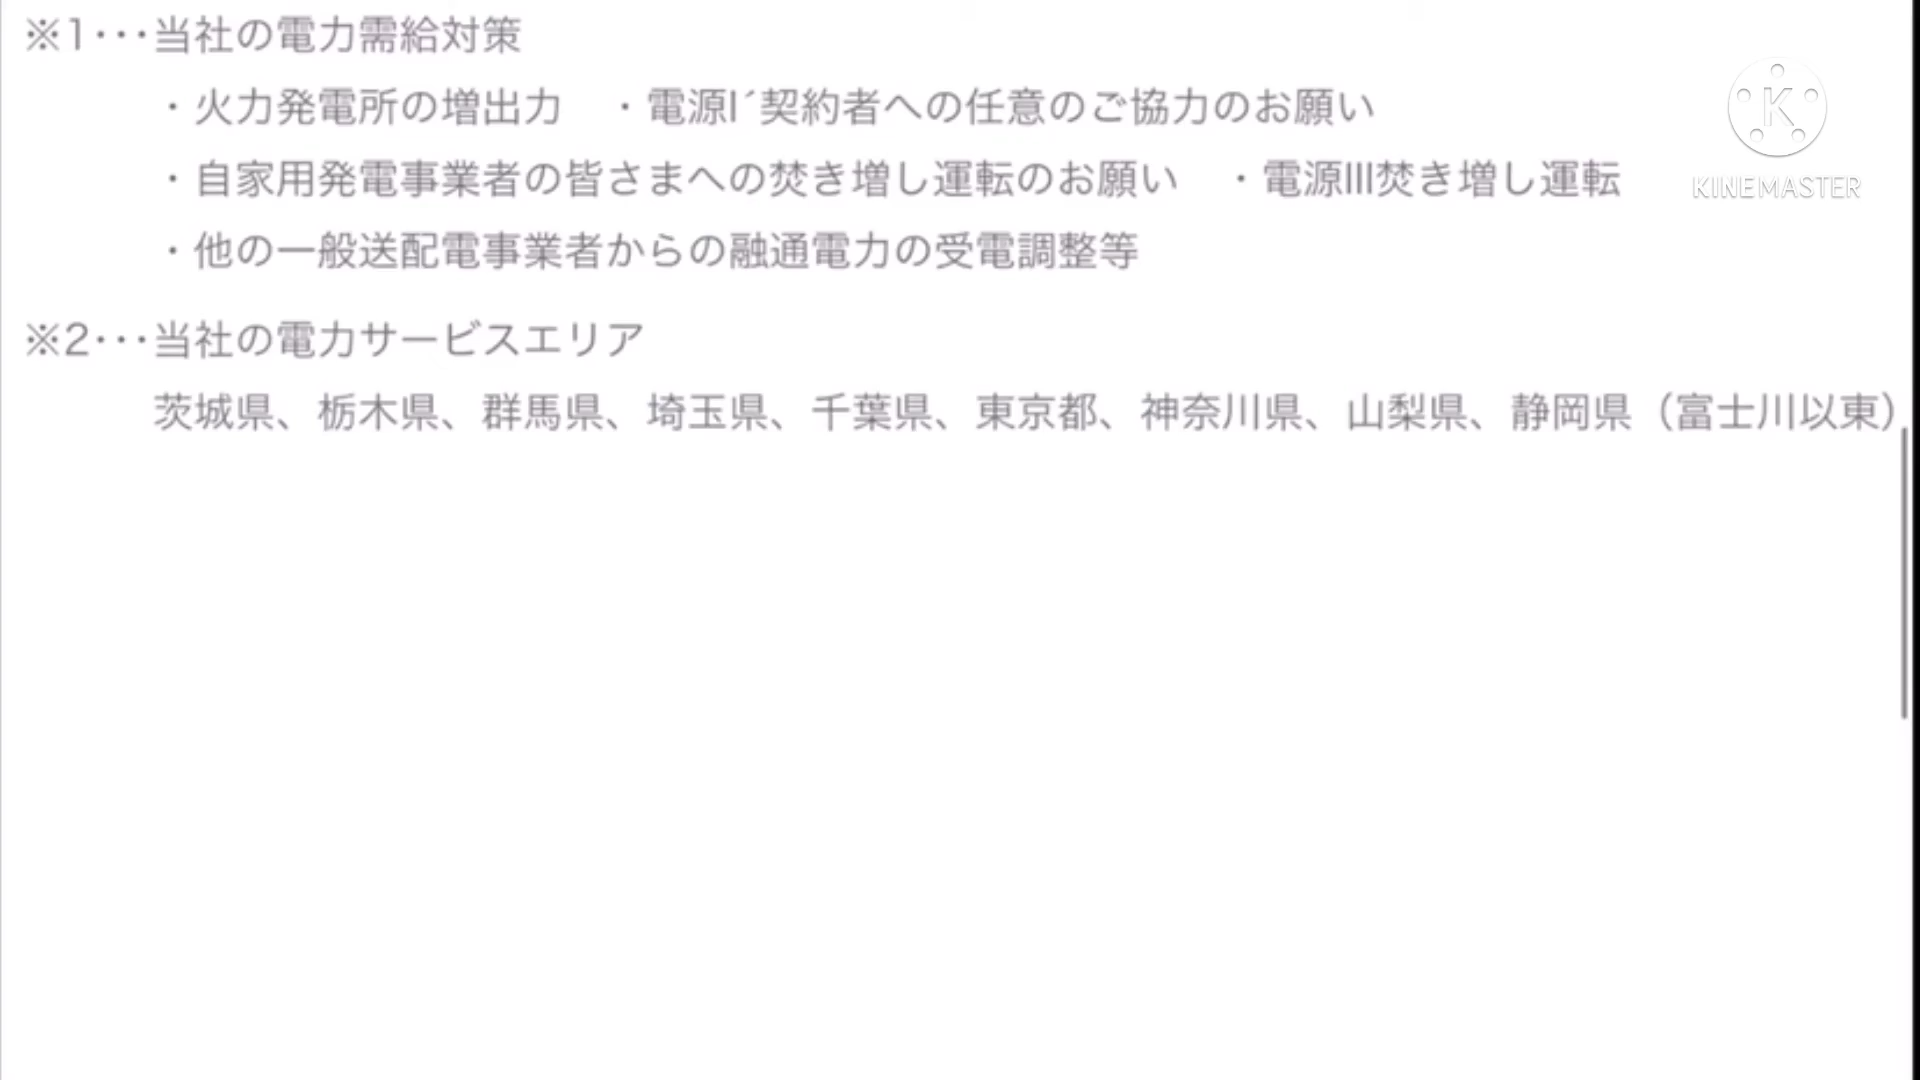 ※1･･･当社の電力需給対策
・火力発電所の増出力　・電源I´契約者への任意のご協力のお願い
・自家用発電事業者の皆さまへの焚き増し運転のお願い　・電源III焚き増し運転
・他の一般送配電事業者からの融通電力の受電調整等
※2･･･当社の電力サービスエリア
茨城県、栃木県、群馬県、埼玉県、千葉県、東京都、神奈川県、山梨県、静岡県（富士川以東）
K
KINEMASTER